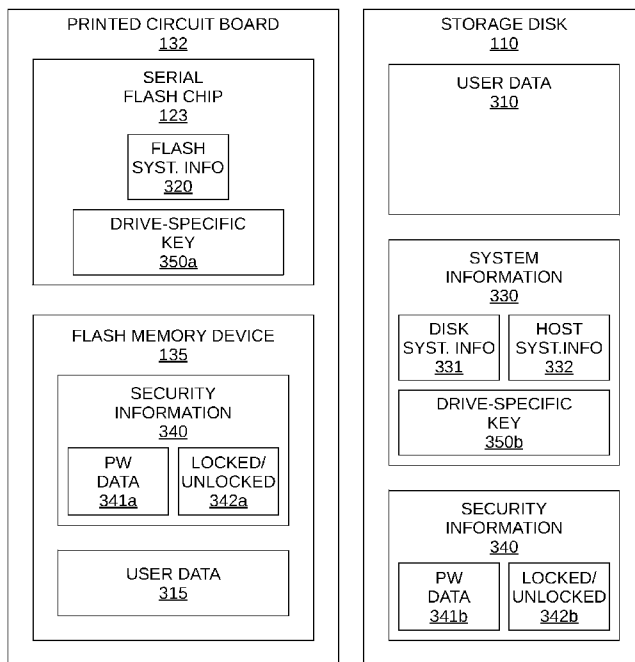 PRINTED CIRCUIT BOARD
132
SERIAL
FLASH CHIP
123
FLASH
SYST. INFO
320
DRIVE-SPECIFIC
KEY
350a
FLASH MEMORY DEVICE
135
SECURITY
INFORMATION
340
PW
DATA
341a
LOCKED/
UNLOCKED
342a
USER DATA
315
STORAGE DISK
110
USER DATA
310
SYSTEM
INFORMATION
330
DISK
SYST. INFO
331
HOST
SYST.INFO
332
DRIVE-SPECIFIC
KEY
350b
SECURITY
INFORMATION
340
PW
DATA
341b
LOCKED/
UNLOCKED
342b